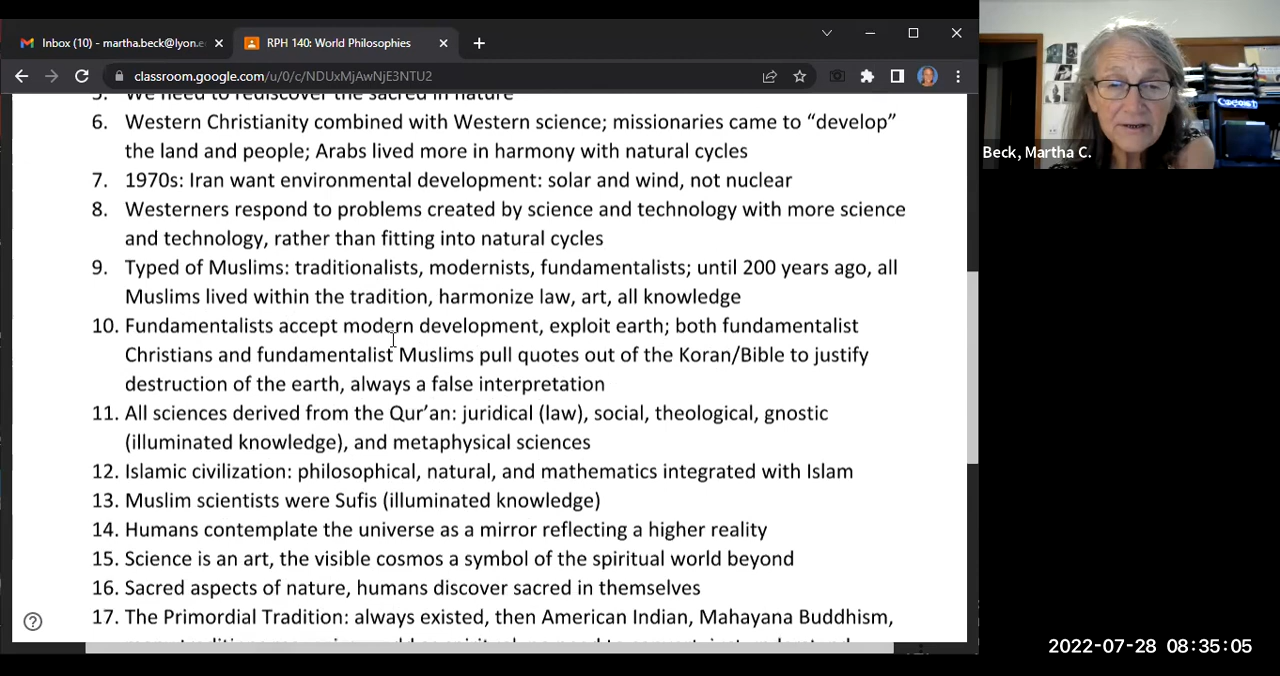 Inbox (10) - martha.beck@lyon.e
RPH 140: World Philosophies
classroom.google.com/u/0/c/NDUxMjAwNjE3NTU2
5. We need to rediscover the sacred in nature
6. Western Christianity combined with Western science; missionaries came to “develop”
the land and people; Arabs lived more in harmony with natural cycles
7. 1970s: Iran want environmental development: solar and wind, not nuclear
8. Westerners respond to problems created by science and technology with more science
and technology, rather than fitting into natural cycles
9. Typed of Muslims: traditionalists, modernists, fundamentalists; until 200 years ago, all
Muslims lived within the tradition, harmonize law, art, all knowledge
10. Fundamentalists accept modern development, exploit earth; both fundamentalist
Christians and fundamentalist Muslims pull quotes out of the Koran/Bible to justify
destruction of the earth, always a false interpretation
11. All sciences derived from the Qur’an: juridical (law), social, theological, gnostic
(illuminated knowledge), and metaphysical sciences
12. Islamic civilization: philosophical, natural, and mathematics integrated with Islam
13. Muslim scientists were Sufis (illuminated knowledge)
14. Humans contemplate the universe as a mirror reflecting a higher reality
15. Science is an art, the visible cosmos a symbol of the spiritual world beyond
16. Sacred aspects of nature, humans discover sacred in themselves
17. The Primordial Tradition: always existed, then American Indian, Mahayana Buddhism,
Beck, Martha C.
2022-07-28 08:35:05